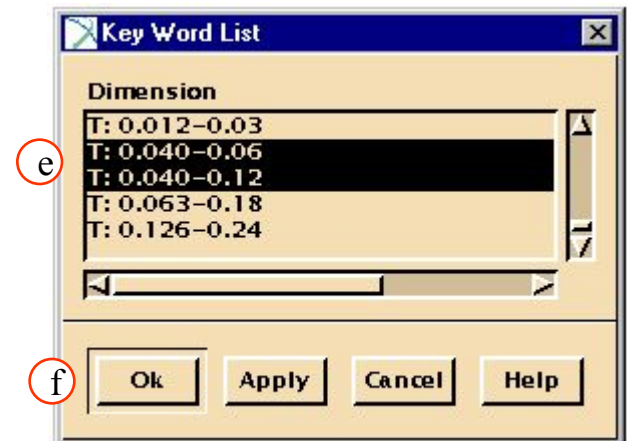 Key Word List
Dimension
T: 0.012-0.03
e
T: 0.040-0.06
T: 0.040-0.12
T: 0.063-0.18
T: 0.126-0.24
f
Ok Apply Cancel Help